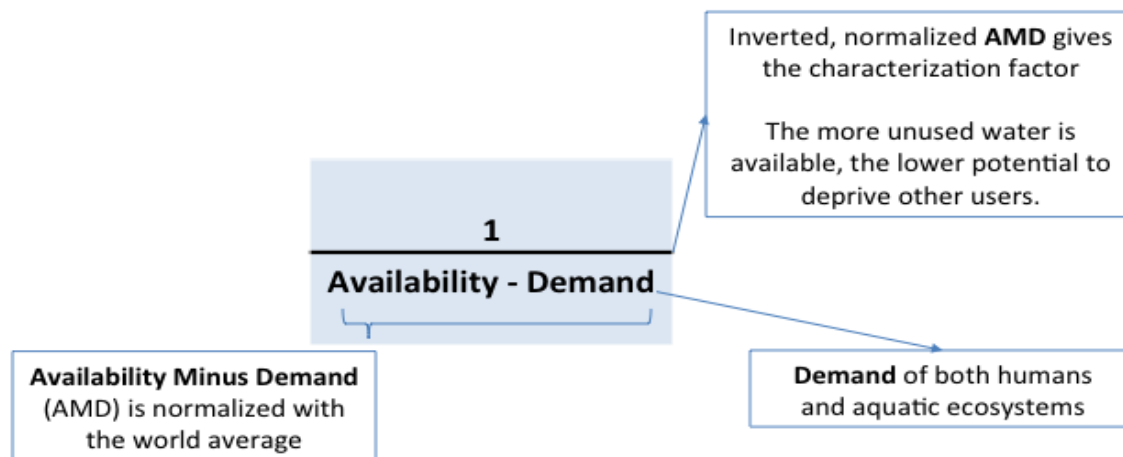 Inverted, normalized AMD gives
the characterization factor
The more unused water is
available, the lower potential to
deprive other users.
1
Availability - Demand
Availability Minus Demand
(AMD) is normalized with
the world average
Demand of both humans
and aquatic ecosystems